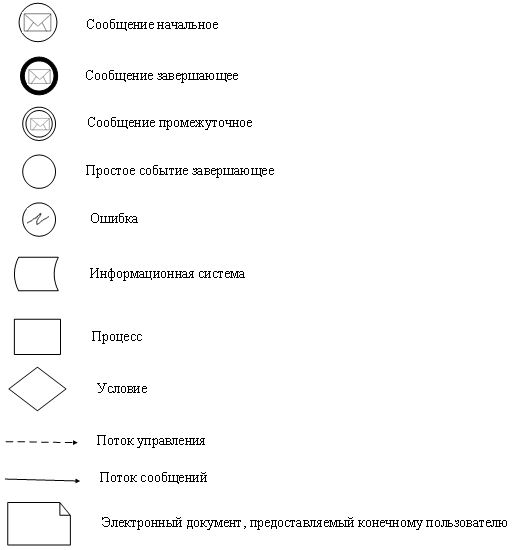 Сообщение начальное
Сообщение завершающее
Сообщение промежуточное
Простое событие завершающее
Ошибка
Информационная система
Процесс
Условие
Поток управления
Поток сообщений
Электронный документ, предоставляемый конечному пользователю